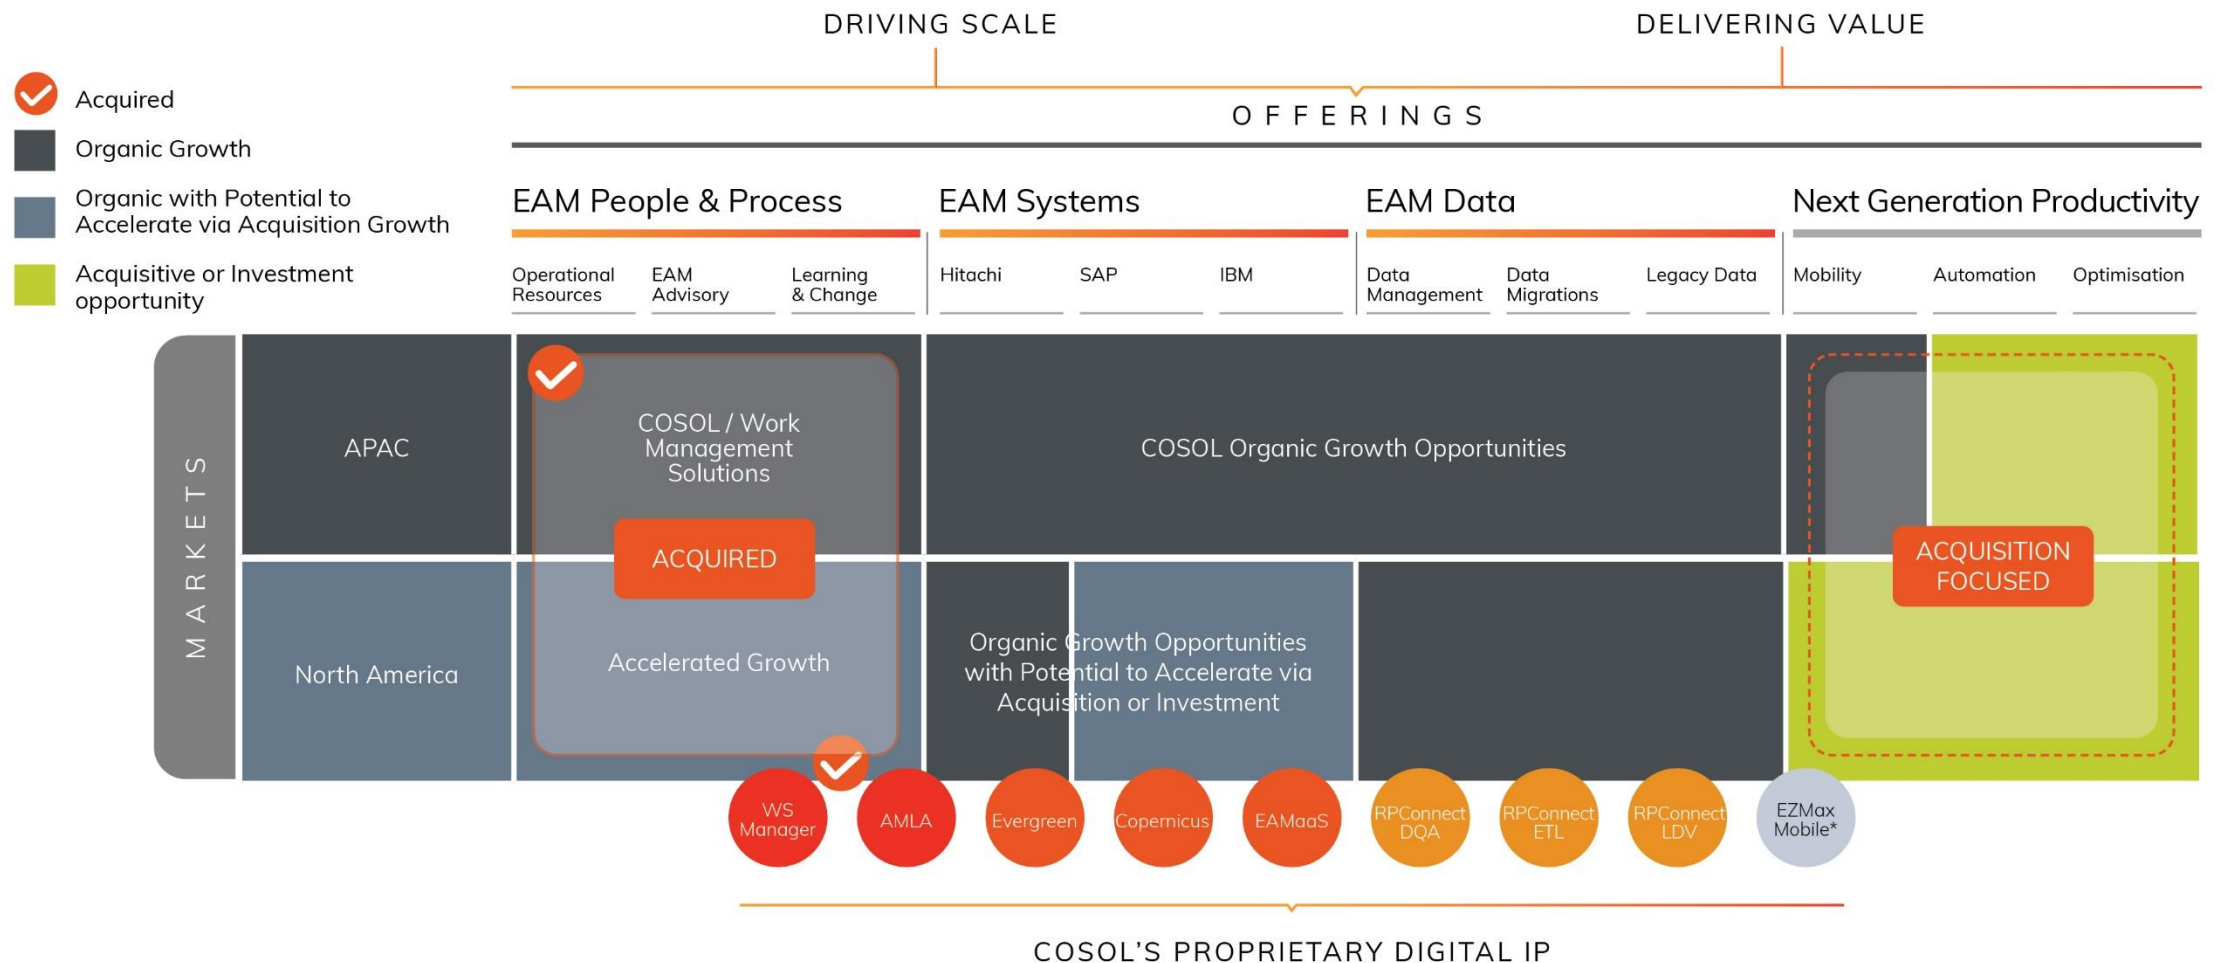 DRIVING SCALE
DELIVERING VALUE
Acquired
Organic Growth
Organic with Potential to
Accelerate via Acquisition Growth
Acquisitive or Investment
opportunity
OFFERINGS
EAM People & Process
EAM Systems
EAM Data
Next Generation Productivity
Operational
Resources
EAM
Advisory
Learning
& Change
Hitachi
SAP
IBM
Data
Management
Data
Migrations
Legacy Data
Mobility
Automation
Optimisation
MARKETS
APAC
COSOL / Work
Management
Solutions
COSOL Organic Growth Opportunities
ACQUIRED
ACQUISITION
FOCUSED
North America
Accelerated Growth
Organic Growth Opportunities
with Potential to Accelerate via
Acquisition or Investment
WS
Manager
AMLA
Evergreen
Copernicus
EAMaaS
RPConnect
DQA
RPConnect
ETL
RPConnect
LDV
EZMax
Mobile*
COSOL’S PROPRIETARY DIGITAL IP